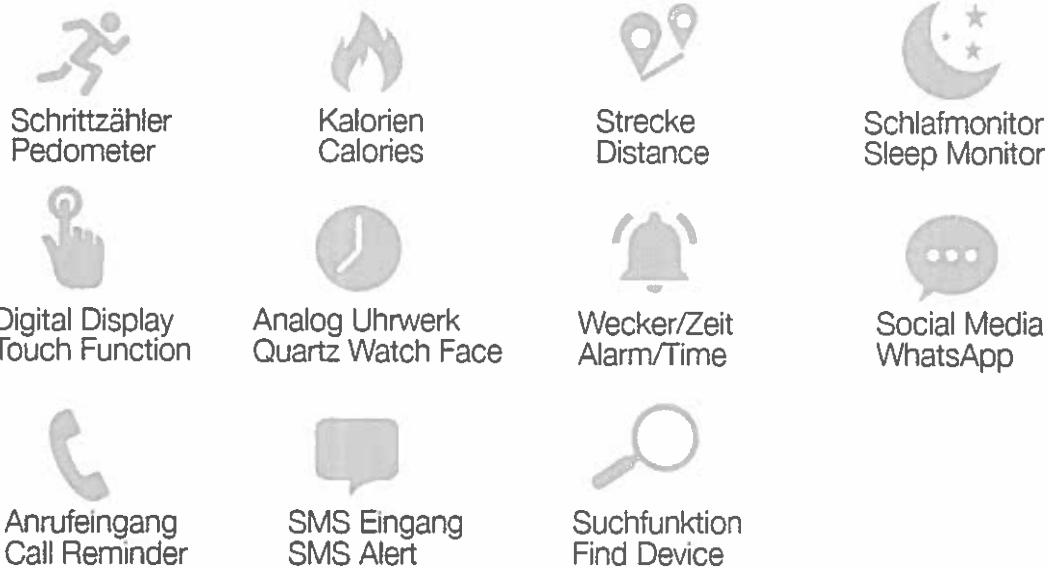 Schrittzähler
Pedometer
Kalorien
Calories
Strecke
Distance
Schlafmonitor
Sleep Monitor
Digital Display
Touch Function
Analog Uhrwerk
Quartz Watch Face
Wecker/Zeit
Alarm/Time
Social Media
WhatsApp
Anrufeingang
Call Reminder
SMS Eingang
SMS Alert
Suchfunktion
Find Device